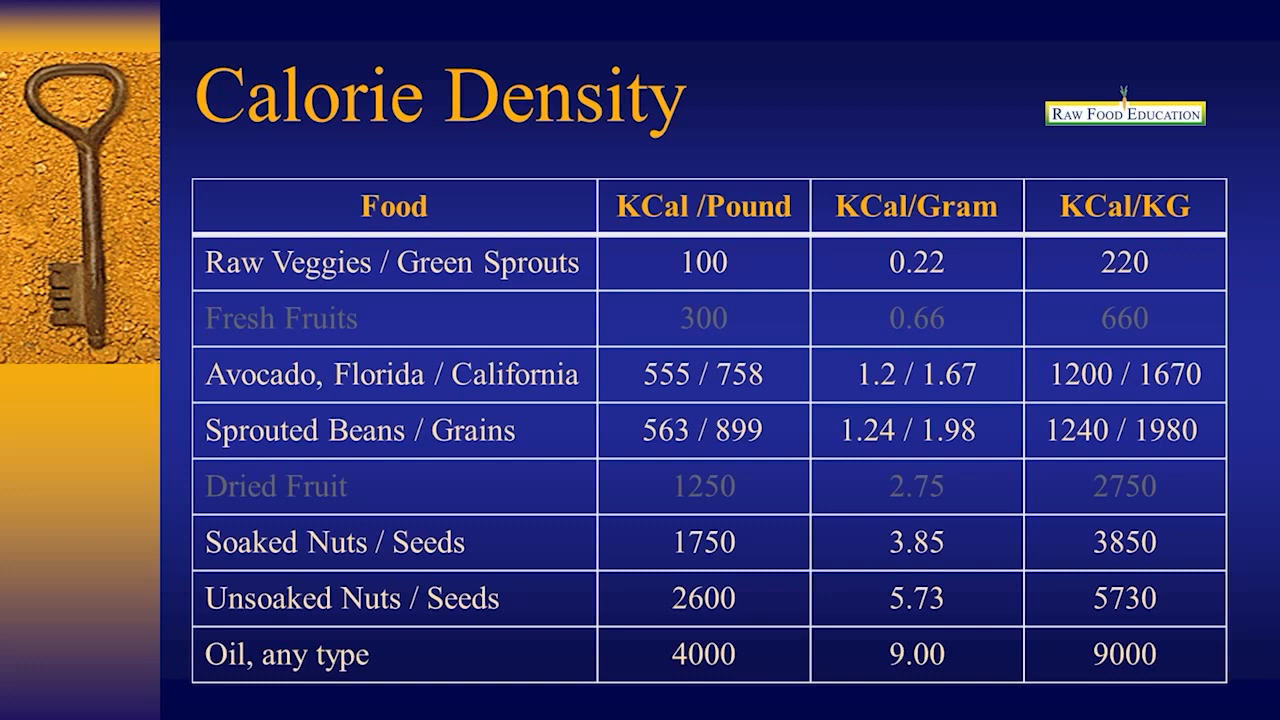 Calorie Density
RAW FOOD EDUCATION
Food KCal /Pound KCal/Gram KCal/KG
Raw Veggies / Green Sprouts 100 0.22 220
Fresh Fruits 300 0.66 660
Avocado, Florida / California 555 / 758 1.2 / 1.67 1200 / 1670
Sprouted Beans / Grains 563 / 899 1.24 / 1.98 1240 / 1980
Dried Fruit 1250 2.75 2750
Soaked Nuts / Seeds 1750 3.85 3850
Unsoaked Nuts / Seeds 2600 5.73 5730
Oil, any type 4000 9.00 9000